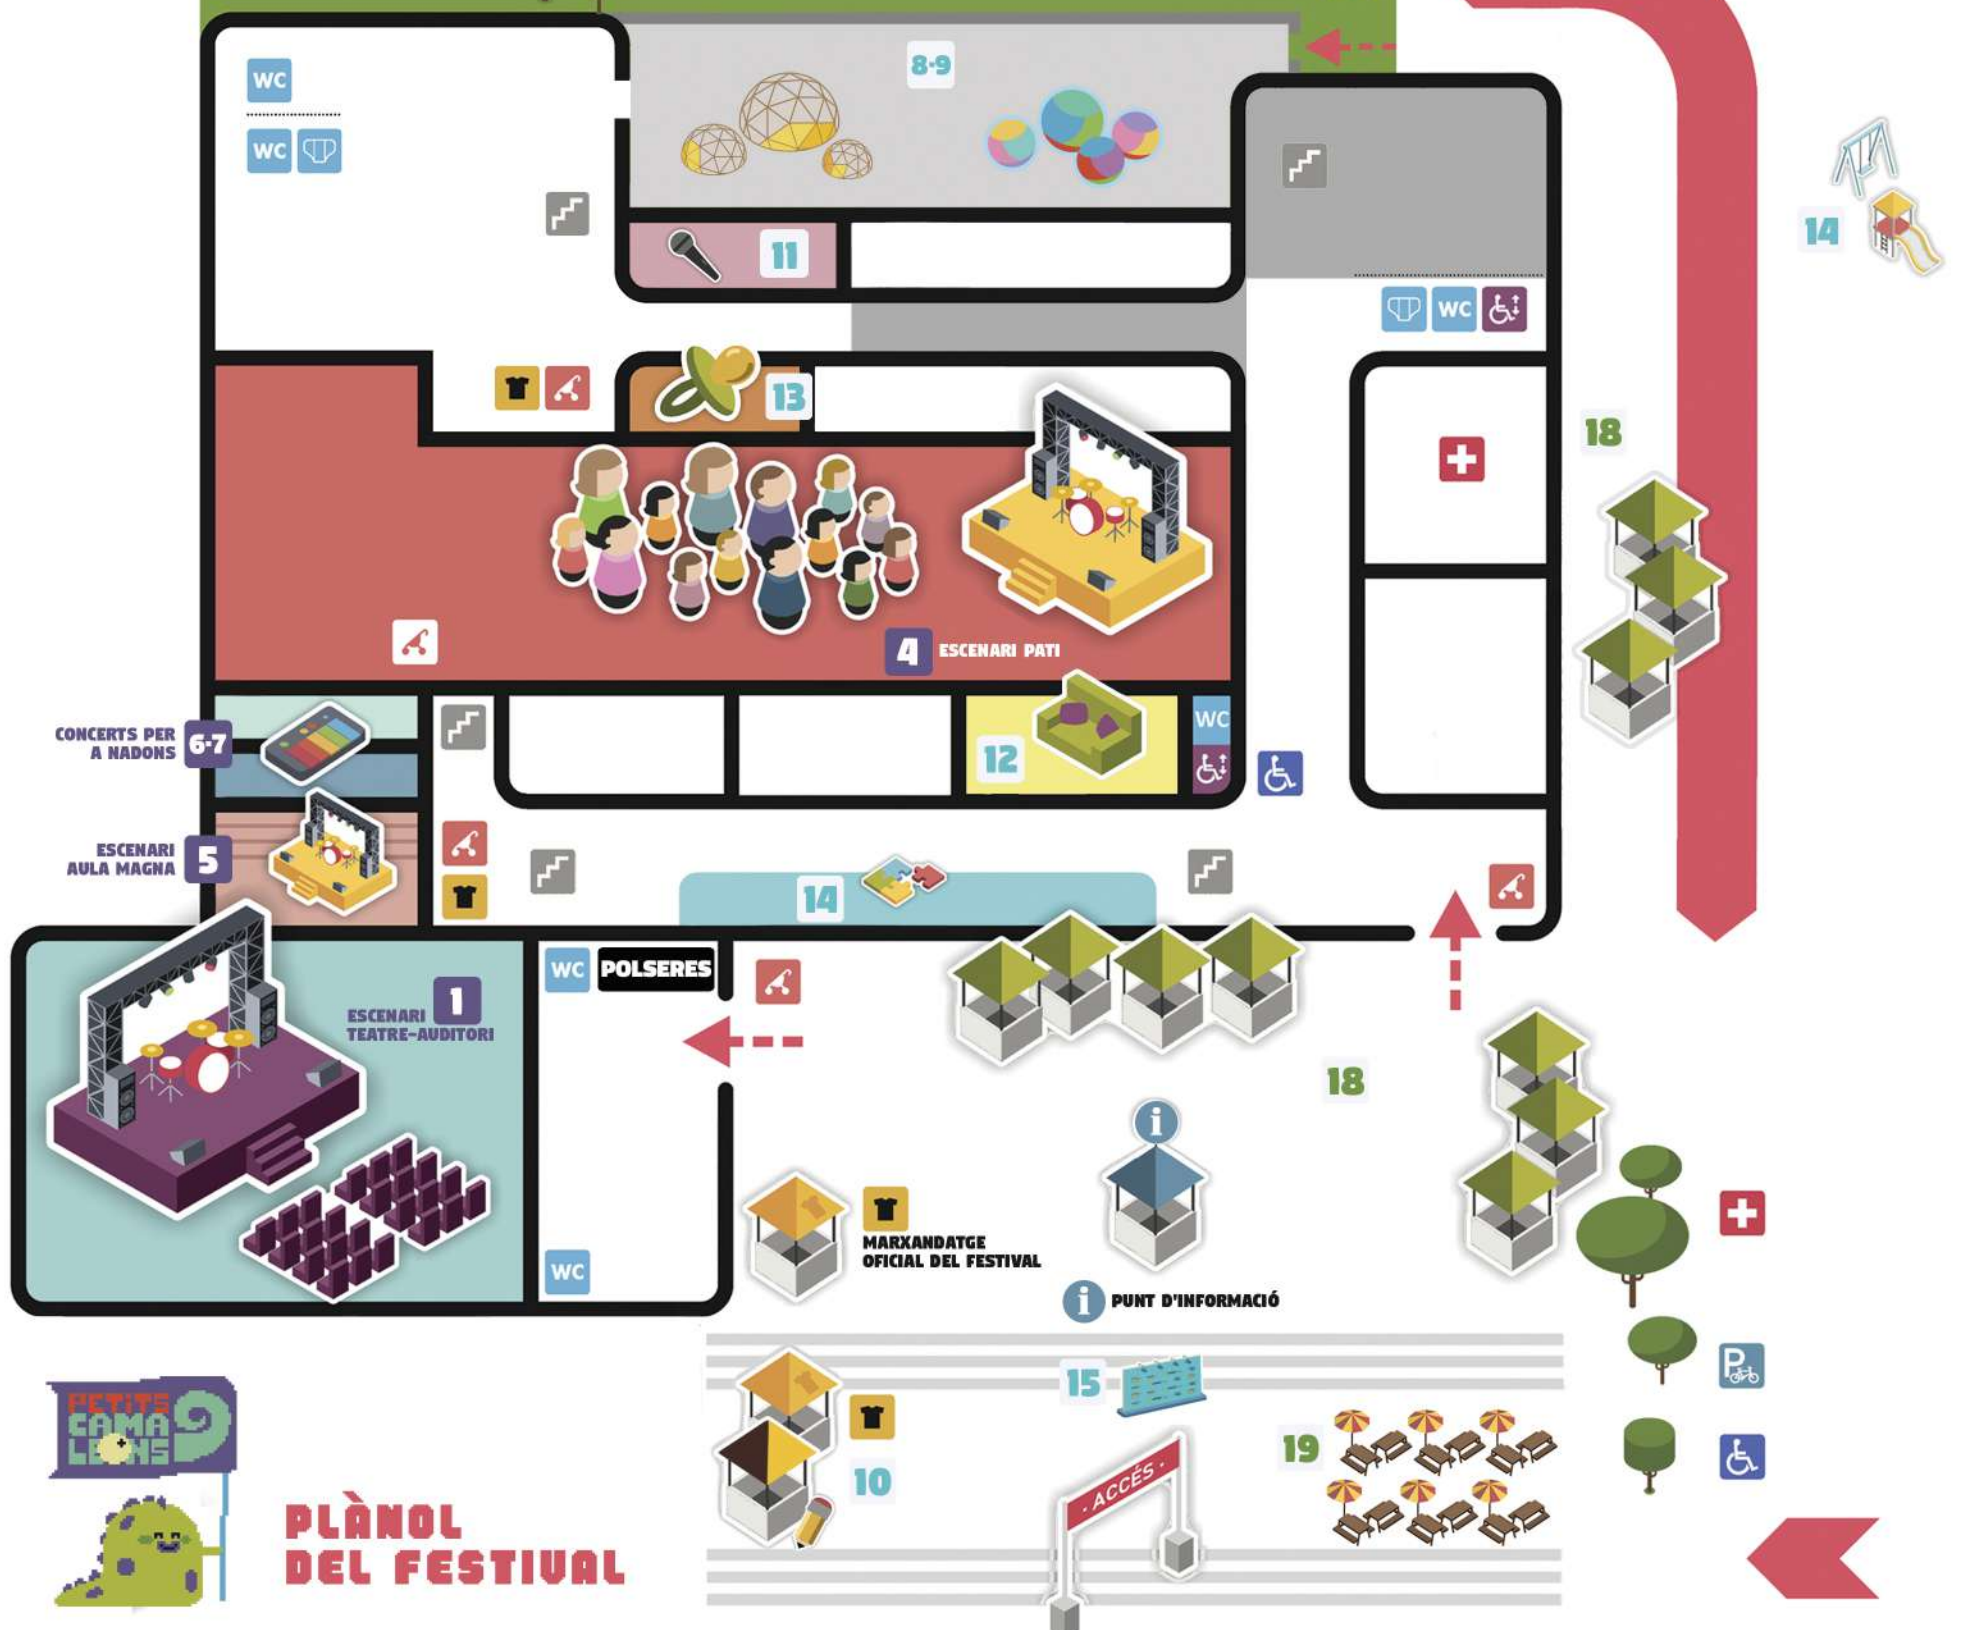 8-9
WC
WC
11
14
WC
13
18
4 ESCENARI PATI
CONCERTS PER
A NADONS
6-7
WC
12
ESCENARI
AULA MAGNA
5
14
WC
POLSERES
ESCENARI 1
TEATRE-AUDITORI
18
i
MARXANDATGE
OFICIAL DEL FESTIVAL
WC
i PUNT D'INFORMACIÓ
15
P
PETITS
CAMA
LEONS
19
10
· ACCÉS ·
PLÀNOL
DEL FESTIVAL